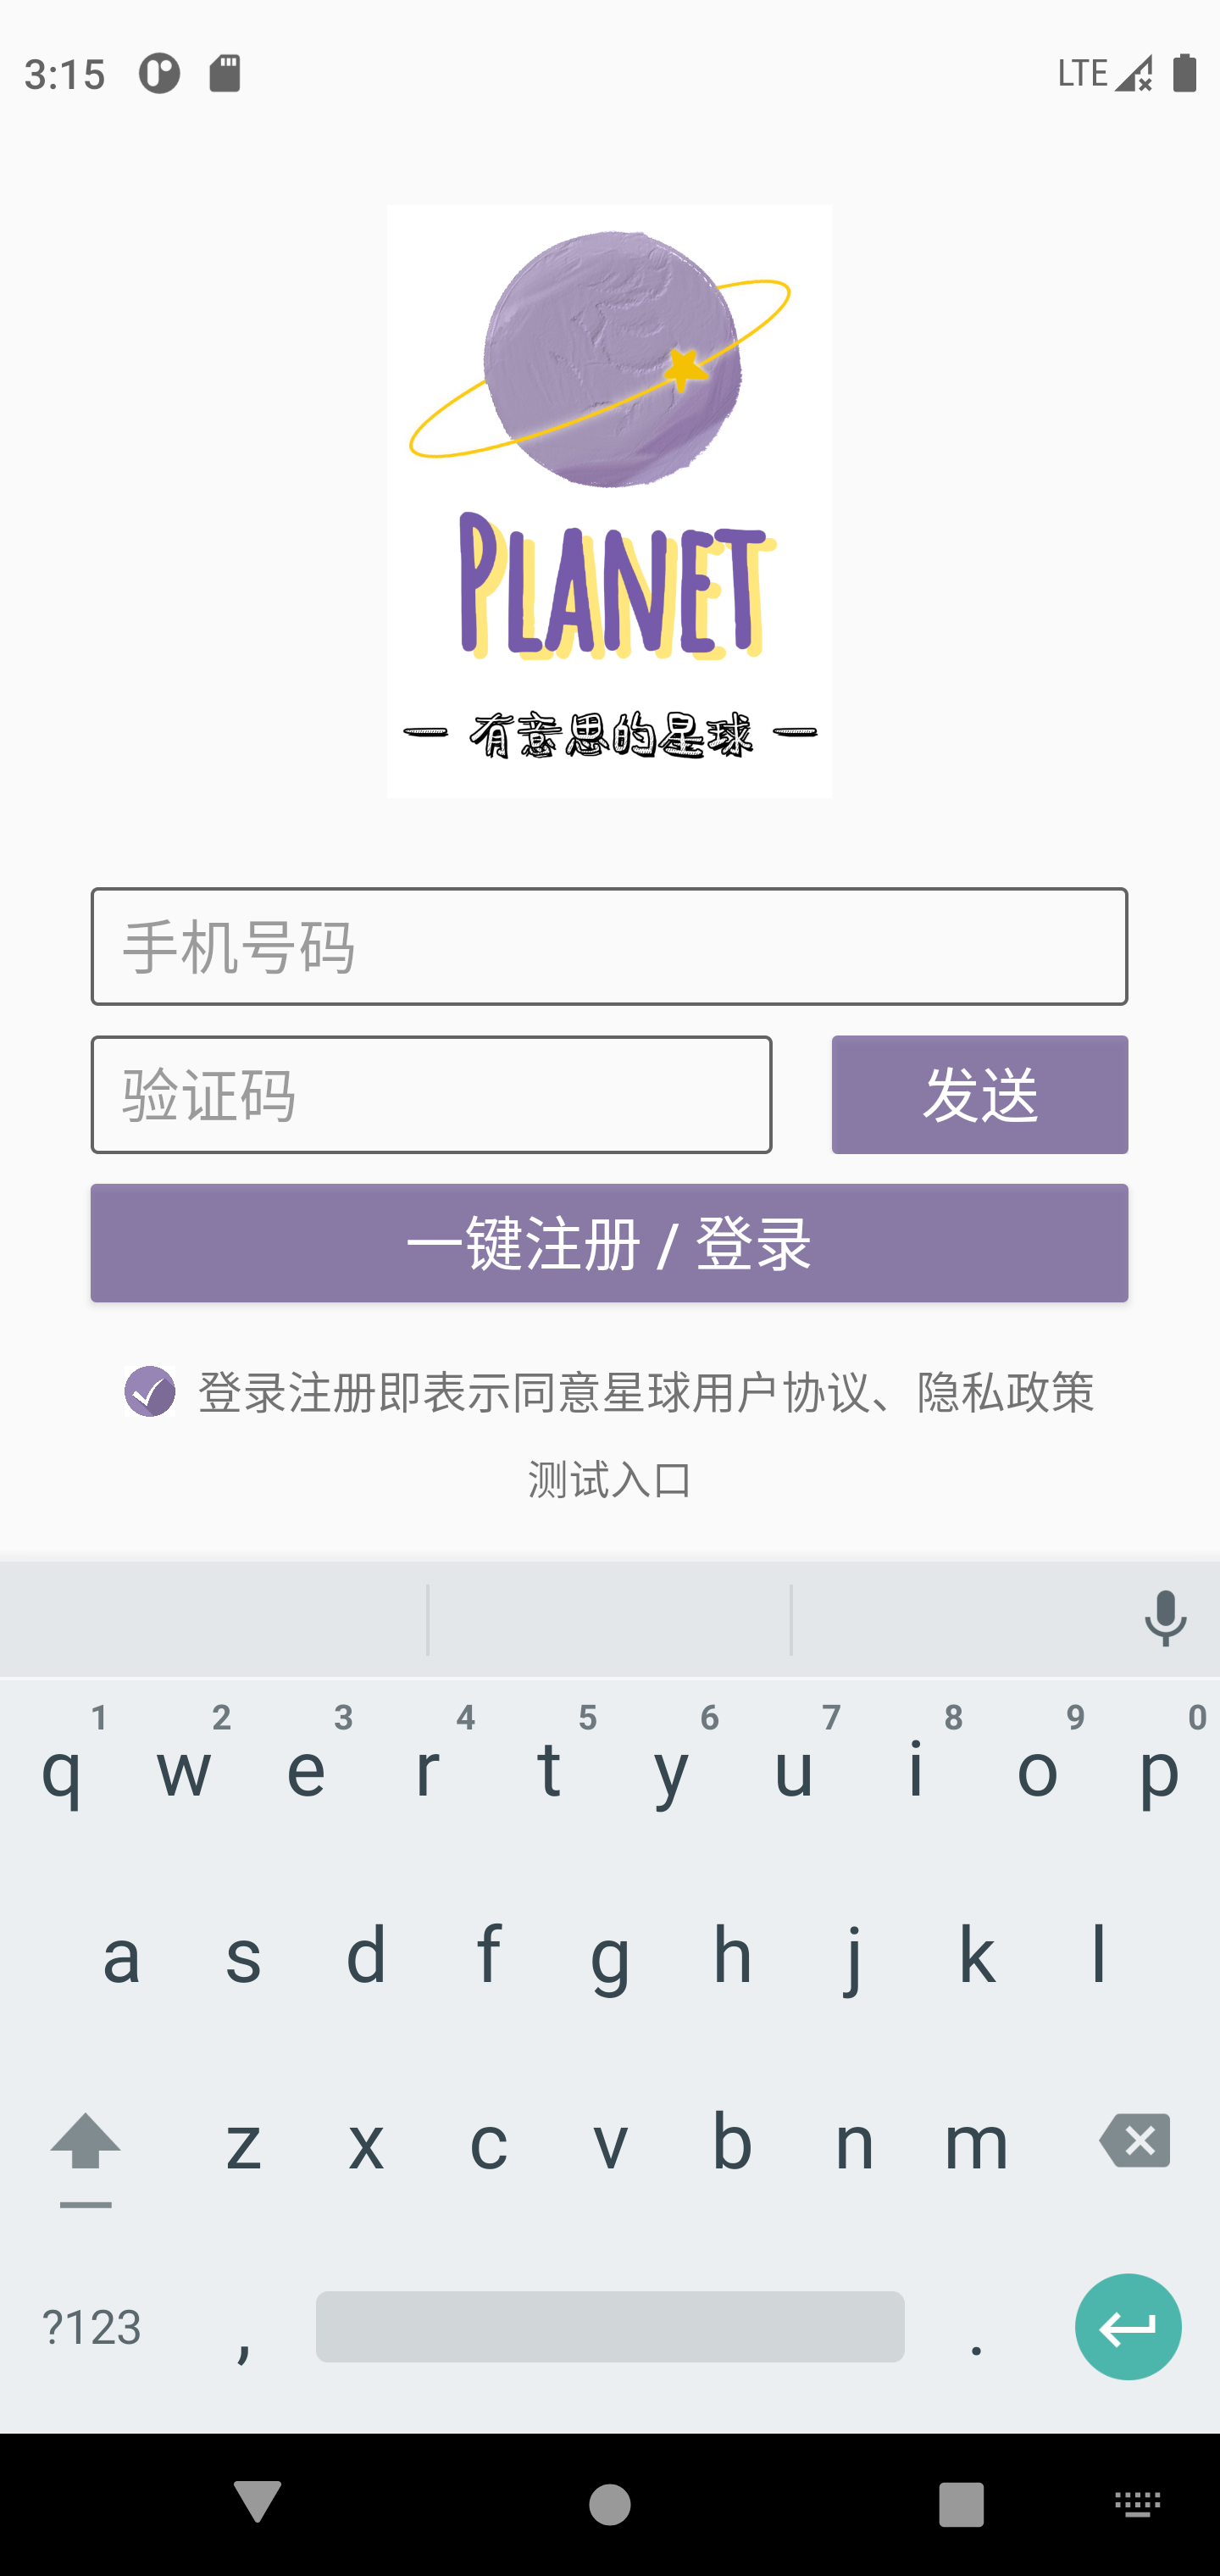 3:15 LTE
PLANET
一 有意思的星球 一
手机号码
验证码 发送
一键注册 / 登录
登录注册即表示同意星球用户协议、隐私政策
测试入口
1 2 3 4 5 6 7 8 9 0
q w e r t y u i o p
a s d f g h j k l
z x c v b n m
?123 , .